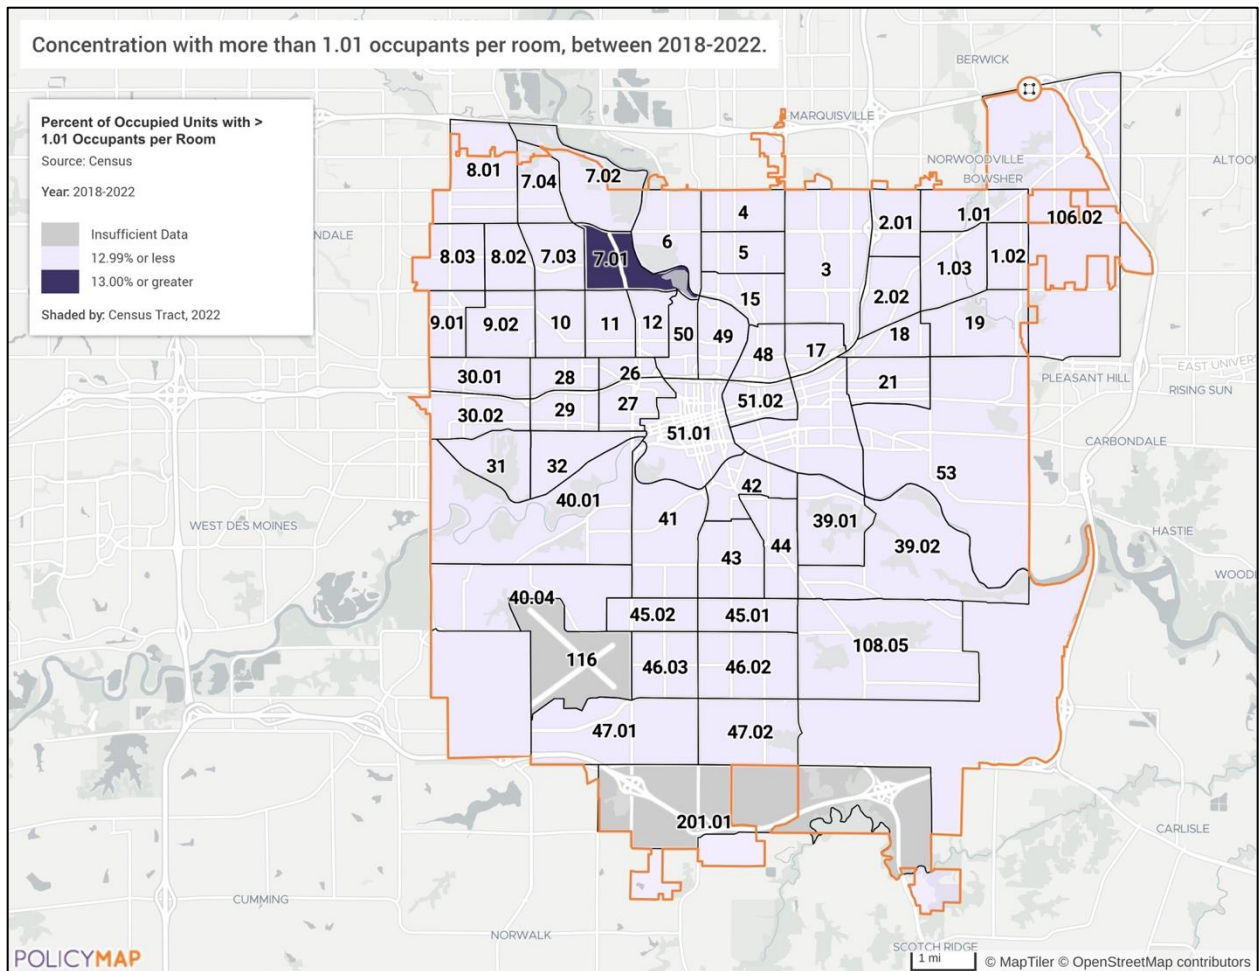 Concentration with more than 1.01 occupants per room, between 2018-2022.
Percent of Occupied Units with >
1.01 Occupants per Room
Source: Census
Year: 2018-2022
Insufficient Data
12.99% or less
13.00% or greater
Shaded by: Census Tract, 2022
BERWICK
MARQUISVILLE
NORWOODVILLE
ALTOO
BOWSHER
8.01
7.04
7.02
4
2.01
1.01
106.02
NDALE
6
5
8.03
8.02
7.03
7.01
3
1.03
1.02
15
2.02
9.01
9.02
10
11
12
50
49
48
17
18
19
EAST UNIVER
30.01
28
26
21
PLEASANT HILL
RISING SUN
30.02
29
27
51.02
51.01
CARBONDALE
31
32
53
42
40.01
41
39.01
WEST DES MOINES
HASTIE
43
44
39.02
WOOD
40.04
45.02
45.01
116
46.03
46.02
108.05
47.01
47.02
201.01
CARLISLE
CUMMING
NORWALK
SCOTCH RIDGE
POLICYMAP
1 mi
© MapTiler © OpenStreetMap contributors